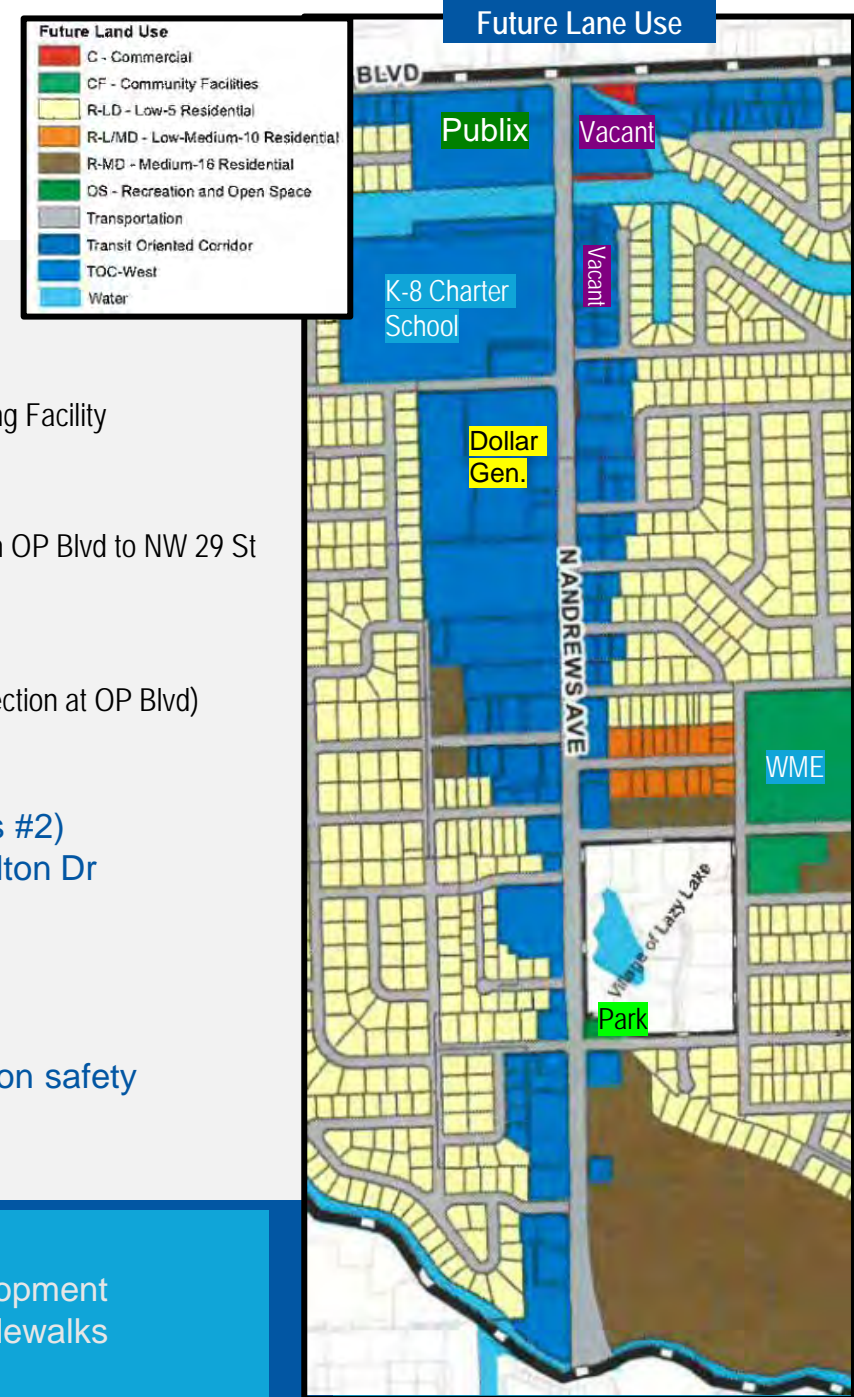 Future Lane Use
Future Land Use
C - Commercial
CF - Community Facilities
R-LD - Low-5 Residential
R-L/MD - Low-Medium-10 Residential
R-MD - Medium-16 Residential
OS - Recreation and Open Space
Transportation
Transit Oriented Corridor
TOC-West
Water
BLVD
Publix
Vacant
Vacant
K-8 Charter
School
Dollar
Gen.
N ANDREWS AVE
WME
Village of Lazy Lake
Park
ng Facility
OP Blvd to NW 29 St
ection at OP Blvd)
s #2)
lton Dr
on safety
opment
dewalks